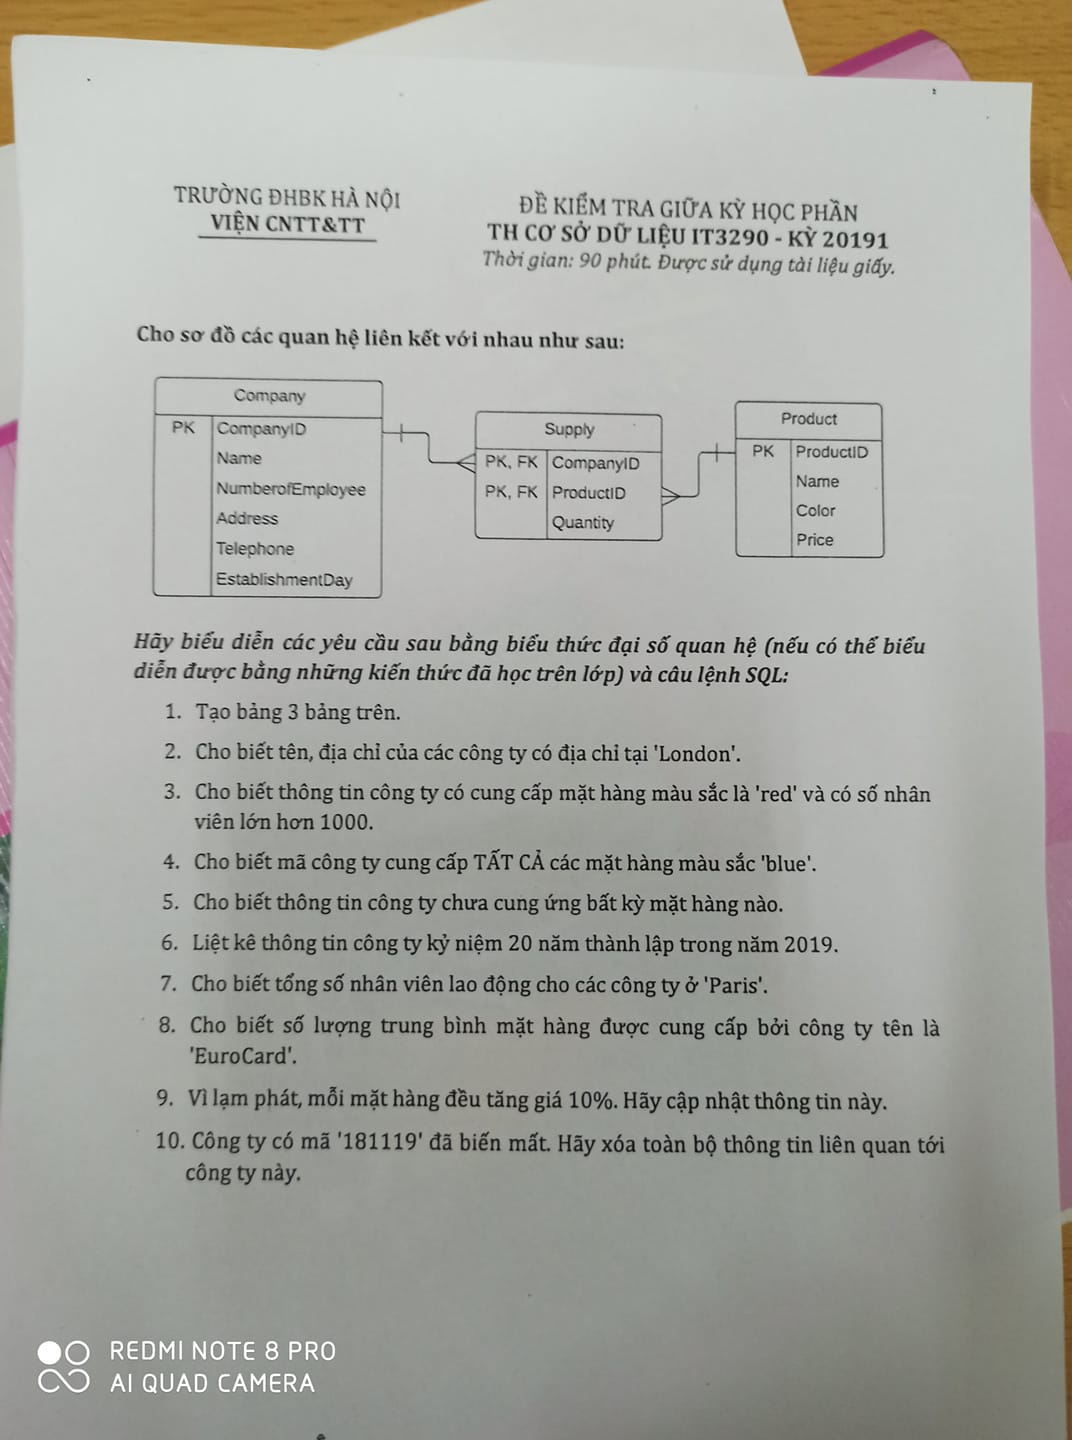 TRƯỜNG ĐHBK HÀ NỘI
VIỆN CNTT&TT
ĐỀ KIỂM TRA GIỮA KỲ HỌC PHẦN
TH CƠ SỞ DỮ LIỆU IT3290 - KỲ 20191
Thời gian: 90 phút. Được sử dụng tài liệu giấy.
Cho sơ đồ các quan hệ liên kết với nhau như sau:
Company
PK CompanyID
Name
NumberofEmployee
Address
Telephone
EstablishmentDay
Supply
PK, FK CompanyID
PK, FK ProductID
Quantity
Product
PK ProductID
Name
Color
Price
Hãy biểu diễn các yêu cầu sau bằng biểu thức đại số quan hệ (nếu có thể biểu
diễn được bằng những kiến thức đã học trên lớp) và câu lệnh SQL:
1. Tạo bảng 3 bảng trên.
2. Cho biết tên, địa chỉ của các công ty có địa chỉ tại 'London'.
3. Cho biết thông tin công ty có cung cấp mặt hàng màu sắc là 'red' và có số nhân
viên lớn hơn 1000.
4. Cho biết mã công ty cung cấp TẤT CẢ các mặt hàng màu sắc 'blue'.
5. Cho biết thông tin công ty chưa cung ứng bất kỳ mặt hàng nào.
6. Liệt kê thông tin công ty kỷ niệm 20 năm thành lập trong năm 2019.
7. Cho biết tổng số nhân viên lao động cho các công ty ở 'Paris'.
8. Cho biết số lượng trung bình mặt hàng được cung cấp bởi công ty tên là
'EuroCard'.
9. Vì lạm phát, mỗi mặt hàng đều tăng giá 10%. Hãy cập nhật thông tin này.
10. Công ty có mã '181119' đã biến mất. Hãy xóa toàn bộ thông tin liên quan tới
công ty này.
REDMI NOTE 8 PRO
AI QUAD CAMERA